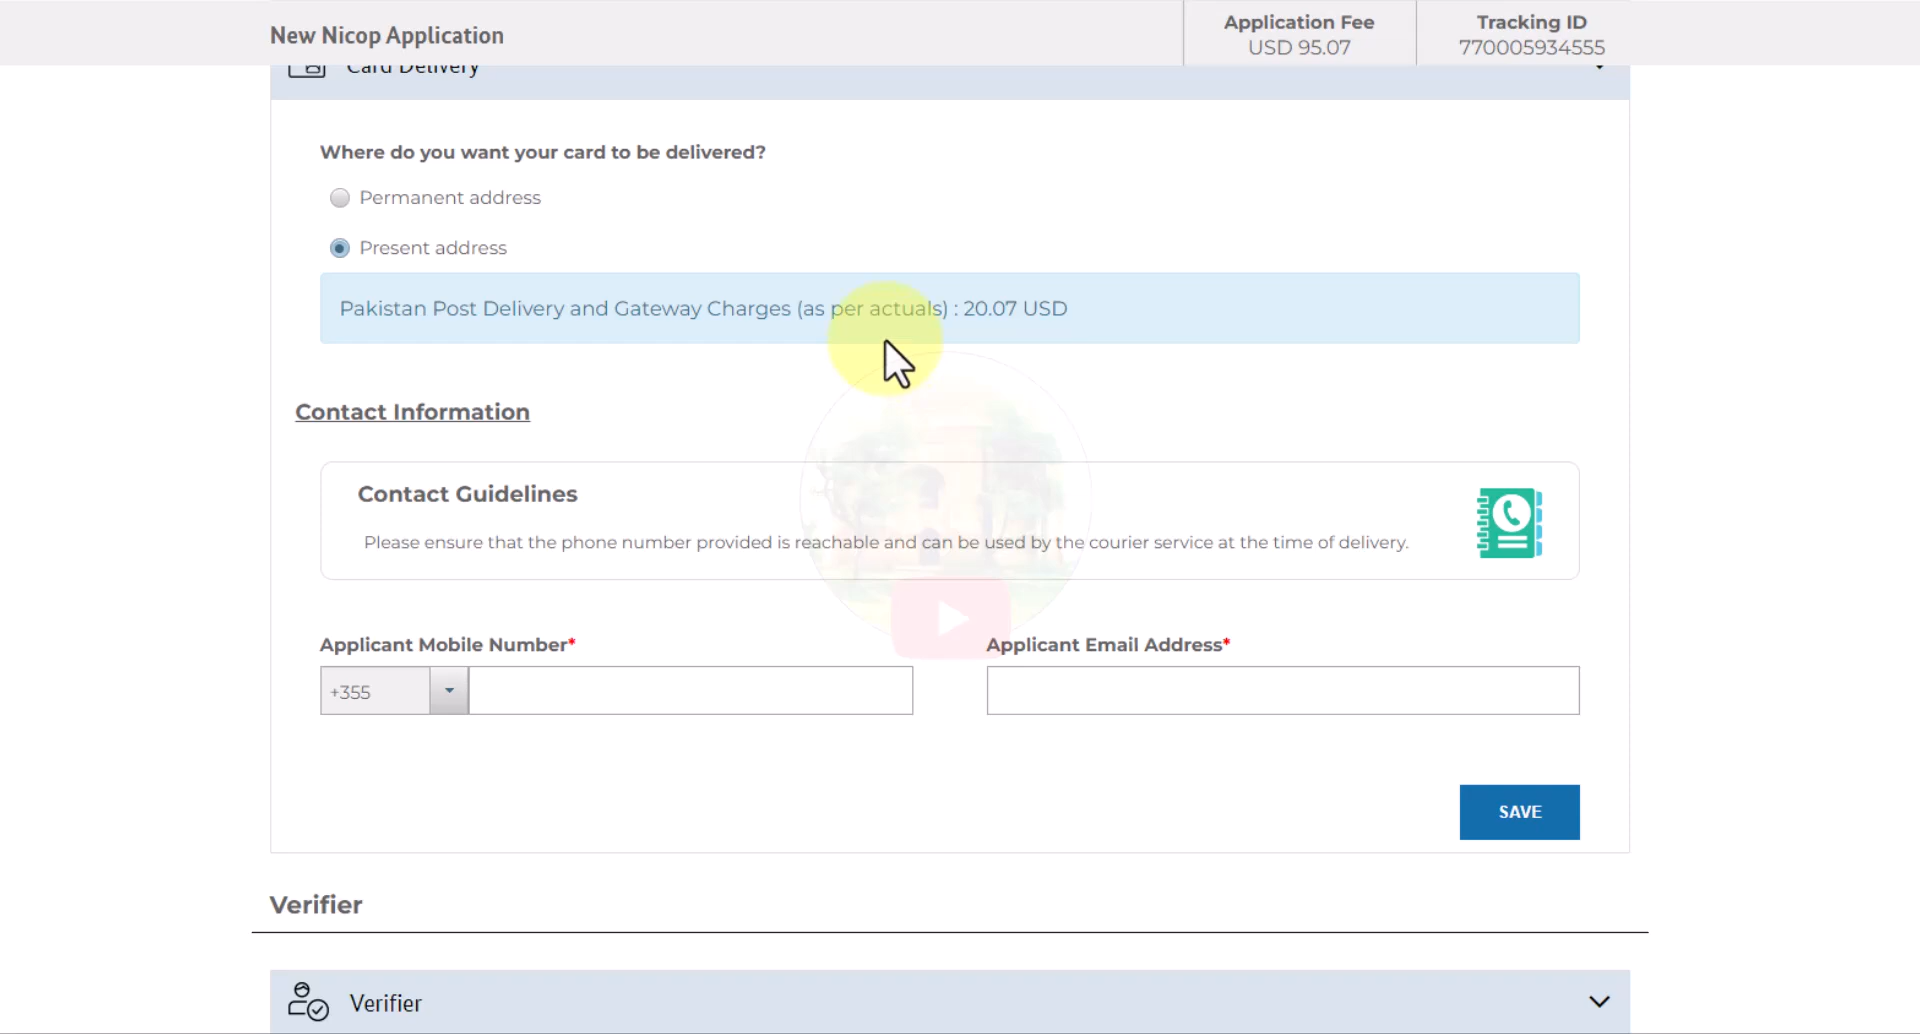 New Nicop Application
Application Fee
USD 95.07
Tracking ID
770005934555
Card Delivery
Where do you want your card to be delivered?
Permanent address
Present address
Pakistan Post Delivery and Gateway Charges (as per actuals) : 20.07 USD
Contact Information
Contact Guidelines
Please ensure that the phone number provided is reachable and can be used by the courier service at the time of delivery.
Applicant Mobile Number*
Applicant Email Address*
+355
SAVE
Verifier
Verifier